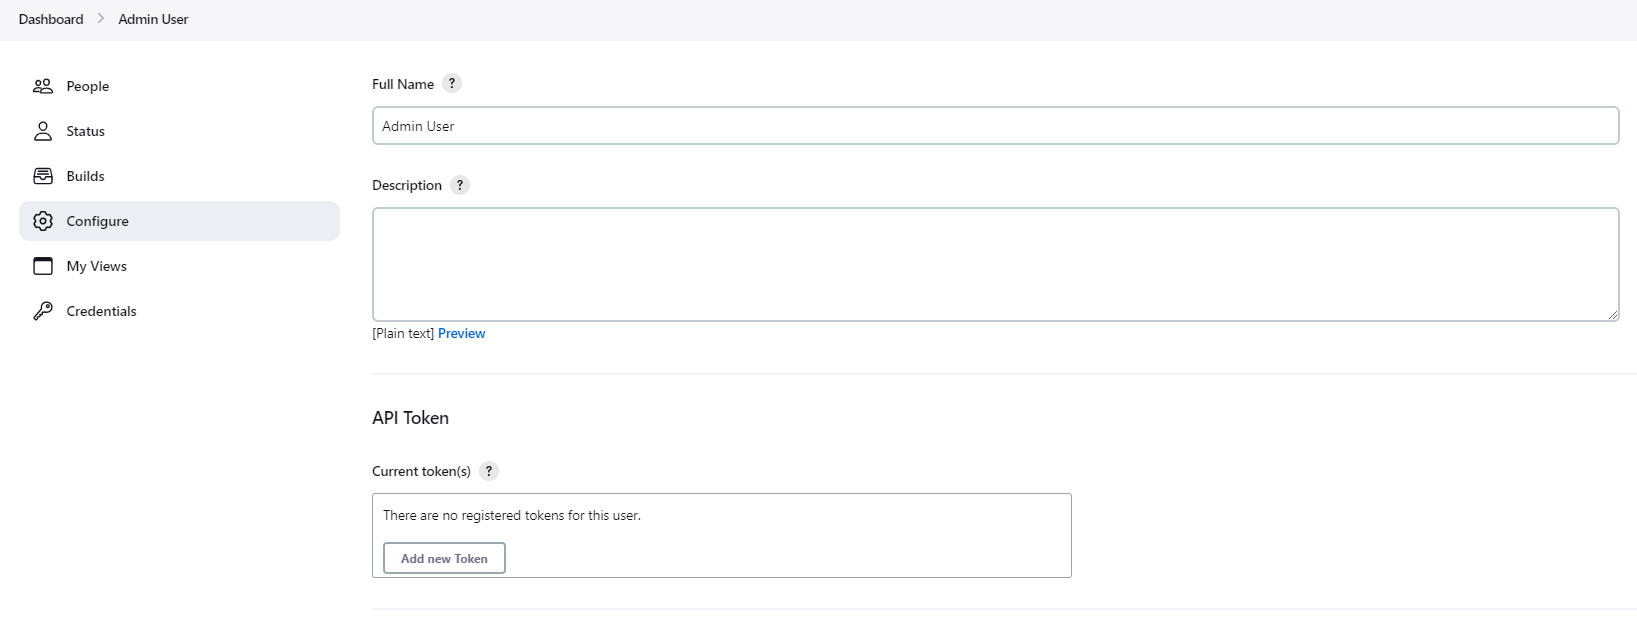 Dashboard > Admin User
People
Status
Builds
Configure
My Views
Credentials
Full Name ?
Admin User
Description ?
[Plain text] Preview
API Token
Current token(s) ?
There are no registered tokens for this user.
Add new Token